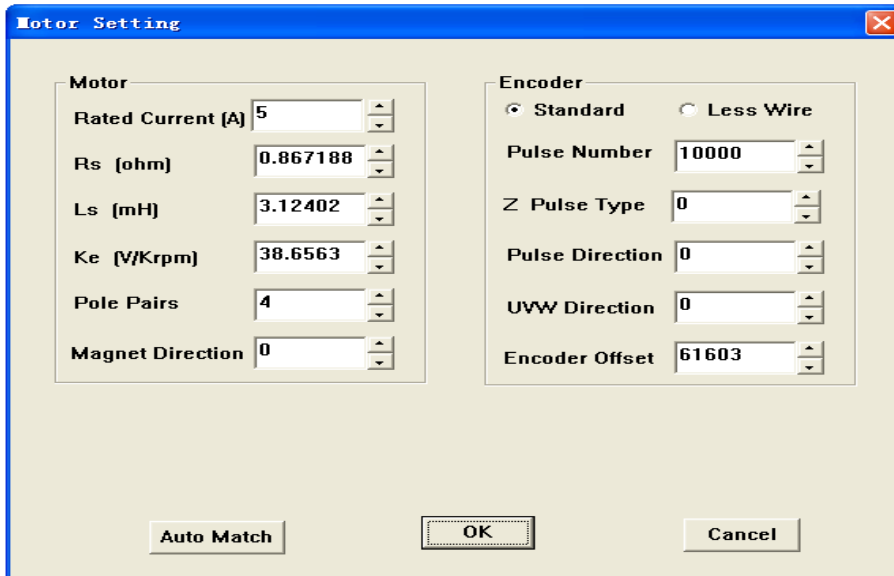 Motor Setting
Motor
Rated Current (A) 5
Rs (ohm) 0.867188
Ls (mH) 3.12402
Ke (V/Krpm) 38.6563
Pole Pairs 4
Magnet Direction 0
Encoder
Standard Less Wire
Pulse Number 10000
Z Pulse Type 0
Pulse Direction 0
UVW Direction 0
Encoder Offset 61603
Auto Match OK Cancel